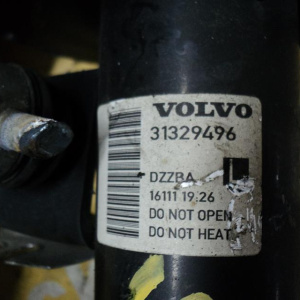 VOLVO
31329496
DZZBA L
16111 19.26
DO NOT OPEN
DO NOT HEAT